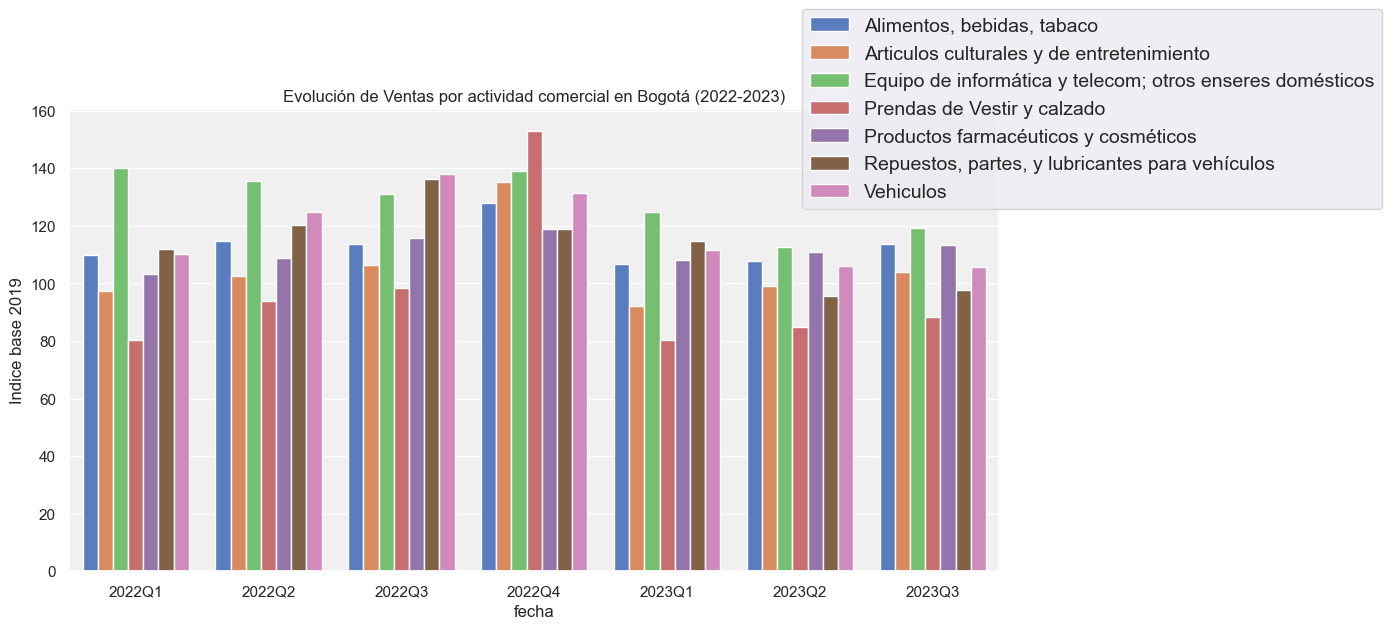 Alimentos, bebidas, tabaco
Articulos culturales y de entretenimiento
Equipo de informática y telecom; otros enseres domésticos
Prendas de Vestir y calzado
Productos farmacéuticos y cosméticos
Repuestos, partes, y lubricantes para vehículos
Vehiculos
Evolución de Ventas por actividad comercial en Bogotá (2022-2023)
Indice base 2019
160
140
120
100
80
60
40
20
0
2022Q1 2022Q2 2022Q3 2022Q4 2023Q1 2023Q2 2023Q3
fecha